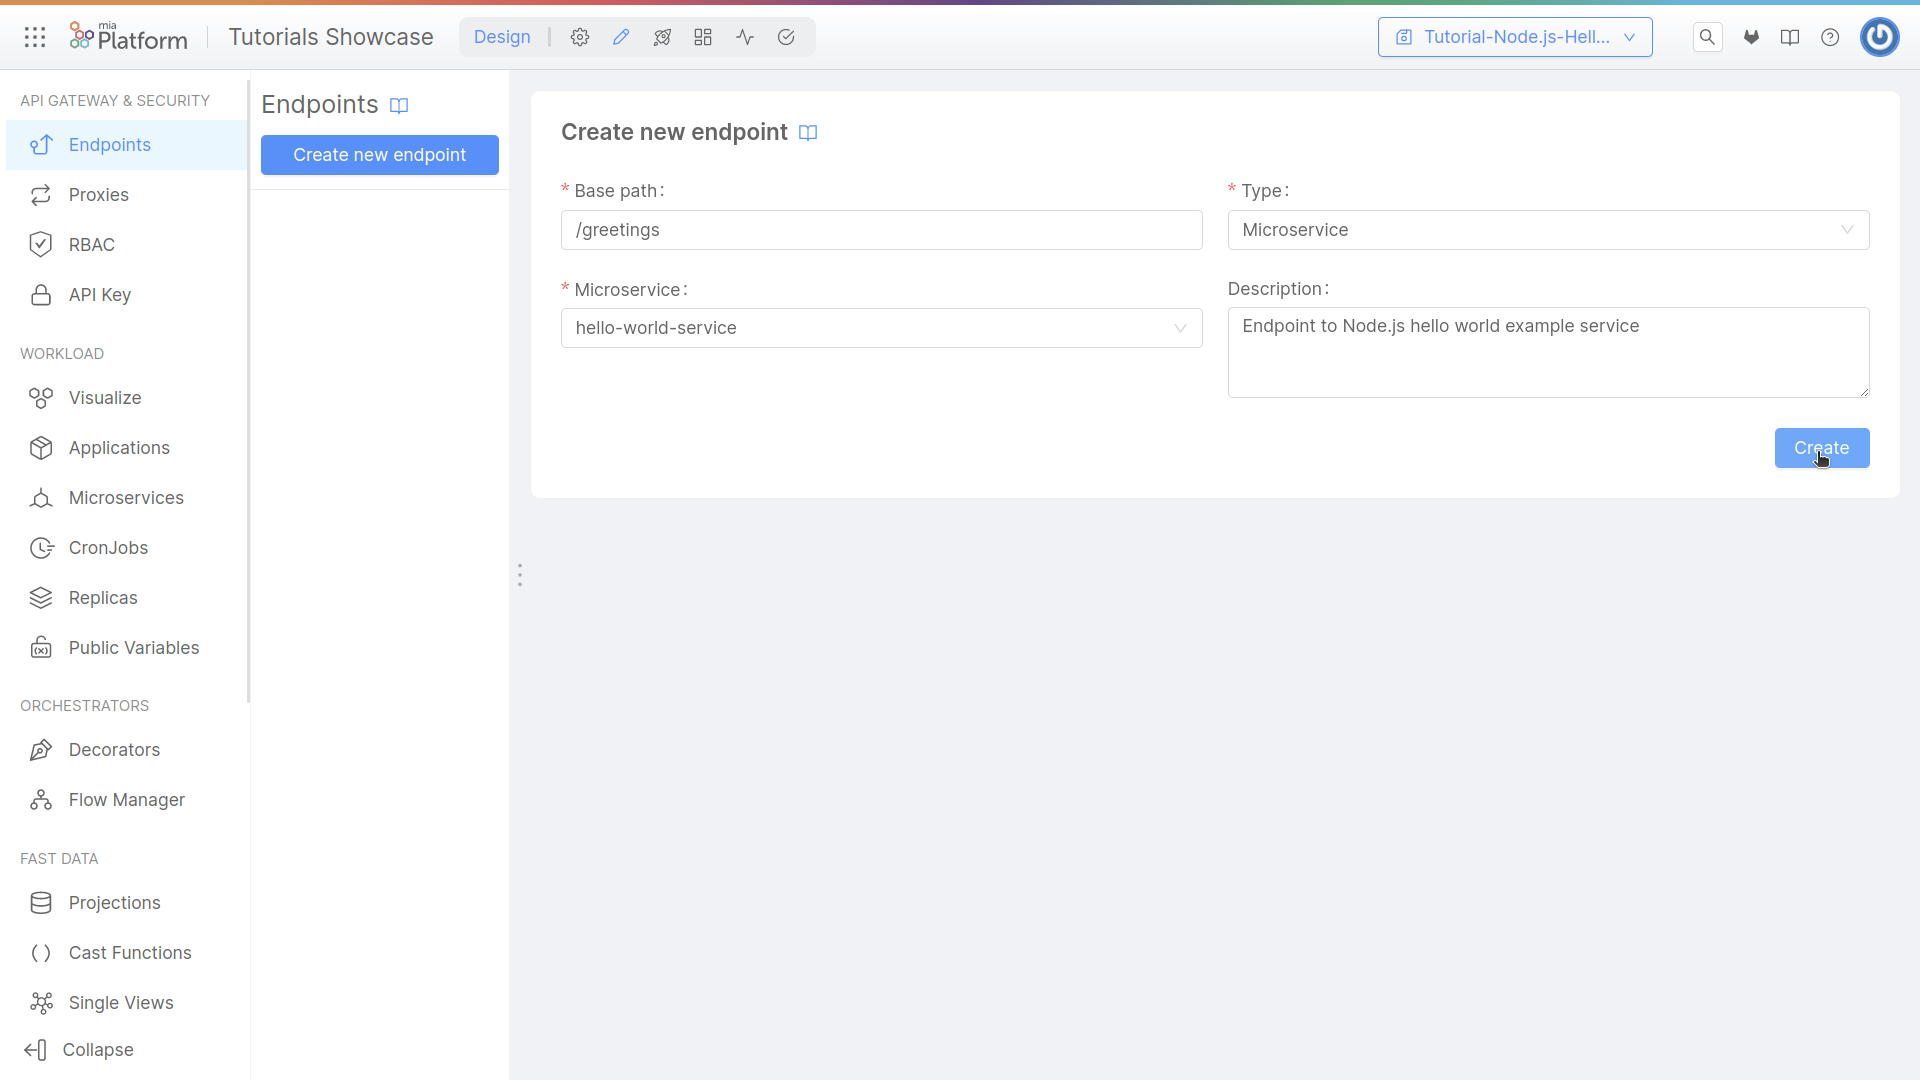 mia
Platform
Tutorials Showcase
Design
Tutorial-Node.js-Hell...
API GATEWAY & SECURITY
Endpoints
Proxies
RBAC
API Key
WORKLOAD
Visualize
Applications
Microservices
CronJobs
Replicas
Public Variables
ORCHESTRATORS
Decorators
Flow Manager
FAST DATA
Projections
Cast Functions
Single Views
Collapse
Endpoints
Create new endpoint
Create new endpoint
* Base path:
/greetings
* Type:
Microservice
* Microservice:
hello-world-service
Description:
Endpoint to Node.js hello world example service
Create